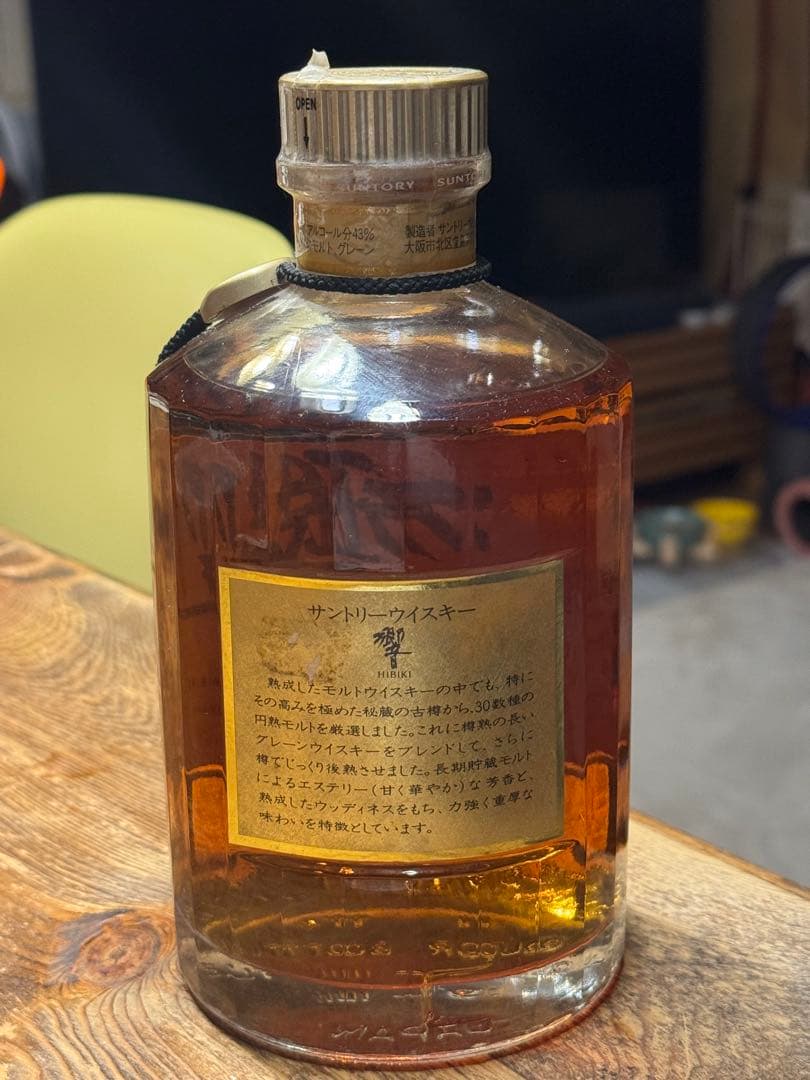 OPEN
SUNTORY SUNTO
アルコール分43% 製造者 サントリー
モルト、グレーン 大阪市北区堂島
サントリーウイスキー
響
HIBIKI
熟成したモルトウイスキーの中でも、特に
その高みを極めた秘蔵の古樽から、30数種の
円熟モルトを厳選しました。これに樽熟の長い
グレーンウイスキーをブレンドして、さらに
樽でじっくり後熟させました。長期貯蔵モルト
によるエステリー(甘く華やか)な芳香と、
熟成したウッディネスをもち、力強く重厚な
味わいを特徴としています。